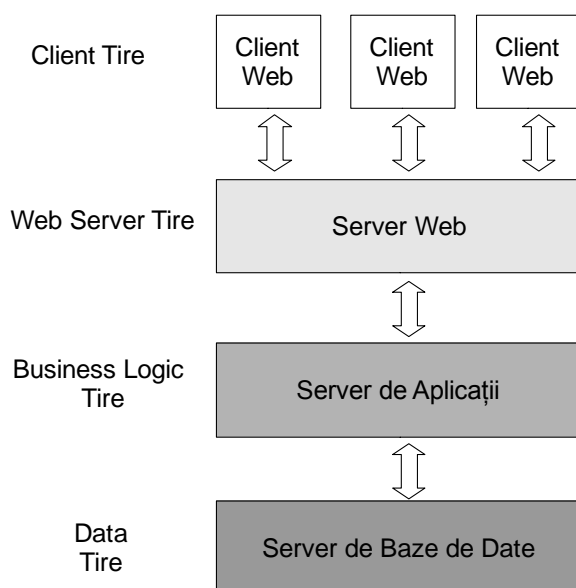 Client Tire
Client
Web
Client
Web
Client
Web
Web Server Tire
Server Web
Business Logic
Tire
Server de Aplicații
Data
Tire
Server de Baze de Date